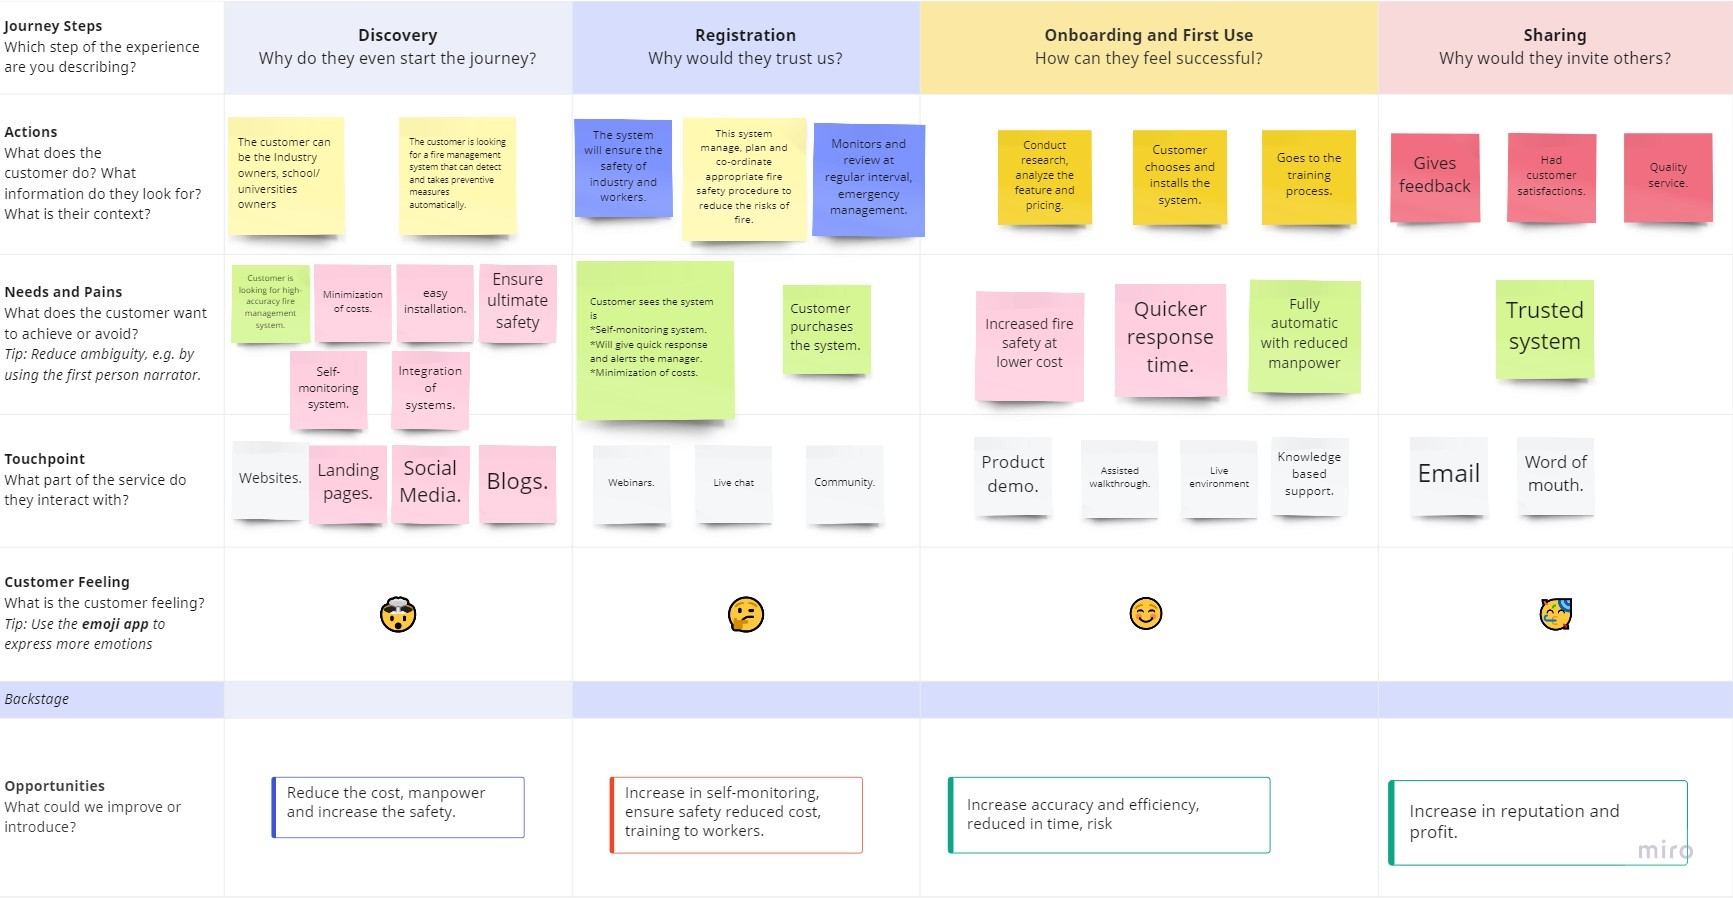 Journey Steps
Which step of the experience
are you describing?
Discovery
Why do they even start the journey?
Registration
Why would they trust us?
Onboarding and First Use
How can they feel successful?
Sharing
Why would they invite others?
Actions
What does the
customer do? What
information do they look for?
What is their context?
The customer can
be the Industry
owners, school/
universities
owners
The customer is looking
for a fire management
system that can detect
and takes preventive
measures
automatically.
The system
will ensure the
safety of
industry and
workers.
This system
manage, plan and
co-ordinate
appropriate fire
safety procedure to
reduce the risks of
fire.
Monitors and
review at
regular interval,
emergency
management.
Conduct
research,
analyze the
feature and
pricing.
Customer
chooses and
installs the
system.
Goes to the
training
process.
Gives
feedback
Had
customer
satisfactions.
Quality
service.
Needs and Pains
What does the customer want
to achieve or avoid?
Tip: Reduce ambiguity, e.g. by
using the first person narrator.
Customer is
looking for high-
accuracy fire
management
system.
Minimization
of costs.
easy
installation.
Ensure
ultimate
safety
Self-
monitoring
system.
Integration
of
systems.
Customer sees the system
is
*Self-monitoring system.
*Will give quick response
and alerts the manager.
*Minimization of costs.
Customer
purchases
the system.
Increased fire
safety at
lower cost
Quicker
response
time.
Fully
automatic
with reduced
manpower
Trusted
system
Touchpoint
What part of the service do
they interact with?
Websites.
Landing
pages.
Social
Media.
Blogs.
Webinars.
Live chat
Community.
Product
demo.
Assisted
walkthrough.
Live
environment
Knowledge
based
support.
Email
Word of
mouth.
Customer Feeling
What is the customer feeling?
Tip: Use the emoji app to
express more emotions
Backstage
Opportunities
What could we improve or
introduce?
Reduce the cost, manpower
and increase the safety.
Increase in self-monitoring,
ensure safety reduced cost,
training to workers.
Increase accuracy and efficiency,
reduced in time, risk
Increase in reputation and
profit.
miro